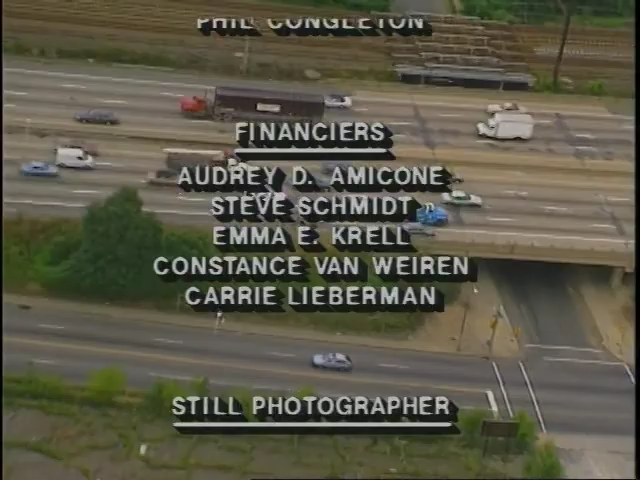 PHIL CONGLETON
FINANCIERS
AUDREY D. AMICONE
STEVE SCHMIDT
EMMA E. KRELL
CONSTANCE VAN WEIREN
CARRIE LIEBERMAN
STILL PHOTOGRAPHER